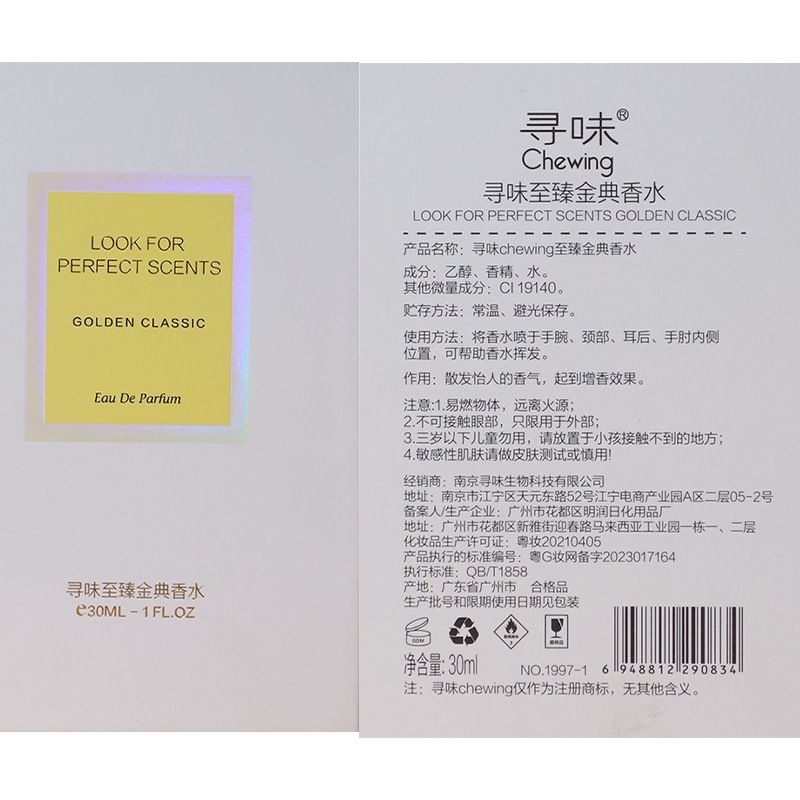 LOOK FOR
PERFECT SCENTS
GOLDEN CLASSIC
Eau De Parfum
寻味至臻金典香水
℮30ML – 1 FL.OZ
寻味®
Chewing
寻味至臻金典香水
LOOK FOR PERFECT SCENTS GOLDEN CLASSIC
产品名称：寻味chewing至臻金典香水
成分：乙醇、香精、水。
其他微量成分：CI 19140。
贮存方法：常温、避光保存。
使用方法：将香水喷于手腕、颈部、耳后、手肘内侧
位置，可帮助香水挥发。
作用：散发怡人的香气，起到增香效果。
注意:1.易燃物体，远离火源；
2.不可接触眼部，只限用于外部；
3.三岁以下儿童勿用，请放置于小孩接触不到的地方；
4.敏感性肌肤请做皮肤测试或慎用!
经销商：南京寻味生物科技有限公司
地址：南京市江宁区天元东路52号江宁电商产业园A区二层05-2号
备案人/生产企业：广州市花都区明润日化用品厂
地址：广州市花都区新雅街迎春路马来西亚工业园一栋一、二层
化妆品生产许可证：粤妆20210405
产品执行的标准编号：粤G妆网备字2023017164
执行标准：QB/T1858
产地：广东省广州市 合格品
生产批号和限期使用日期见包装
60M
3
净含量: 30ml
NO.1997-1
6 948812 290834
注：寻味chewing仅作为注册商标，无其他含义。